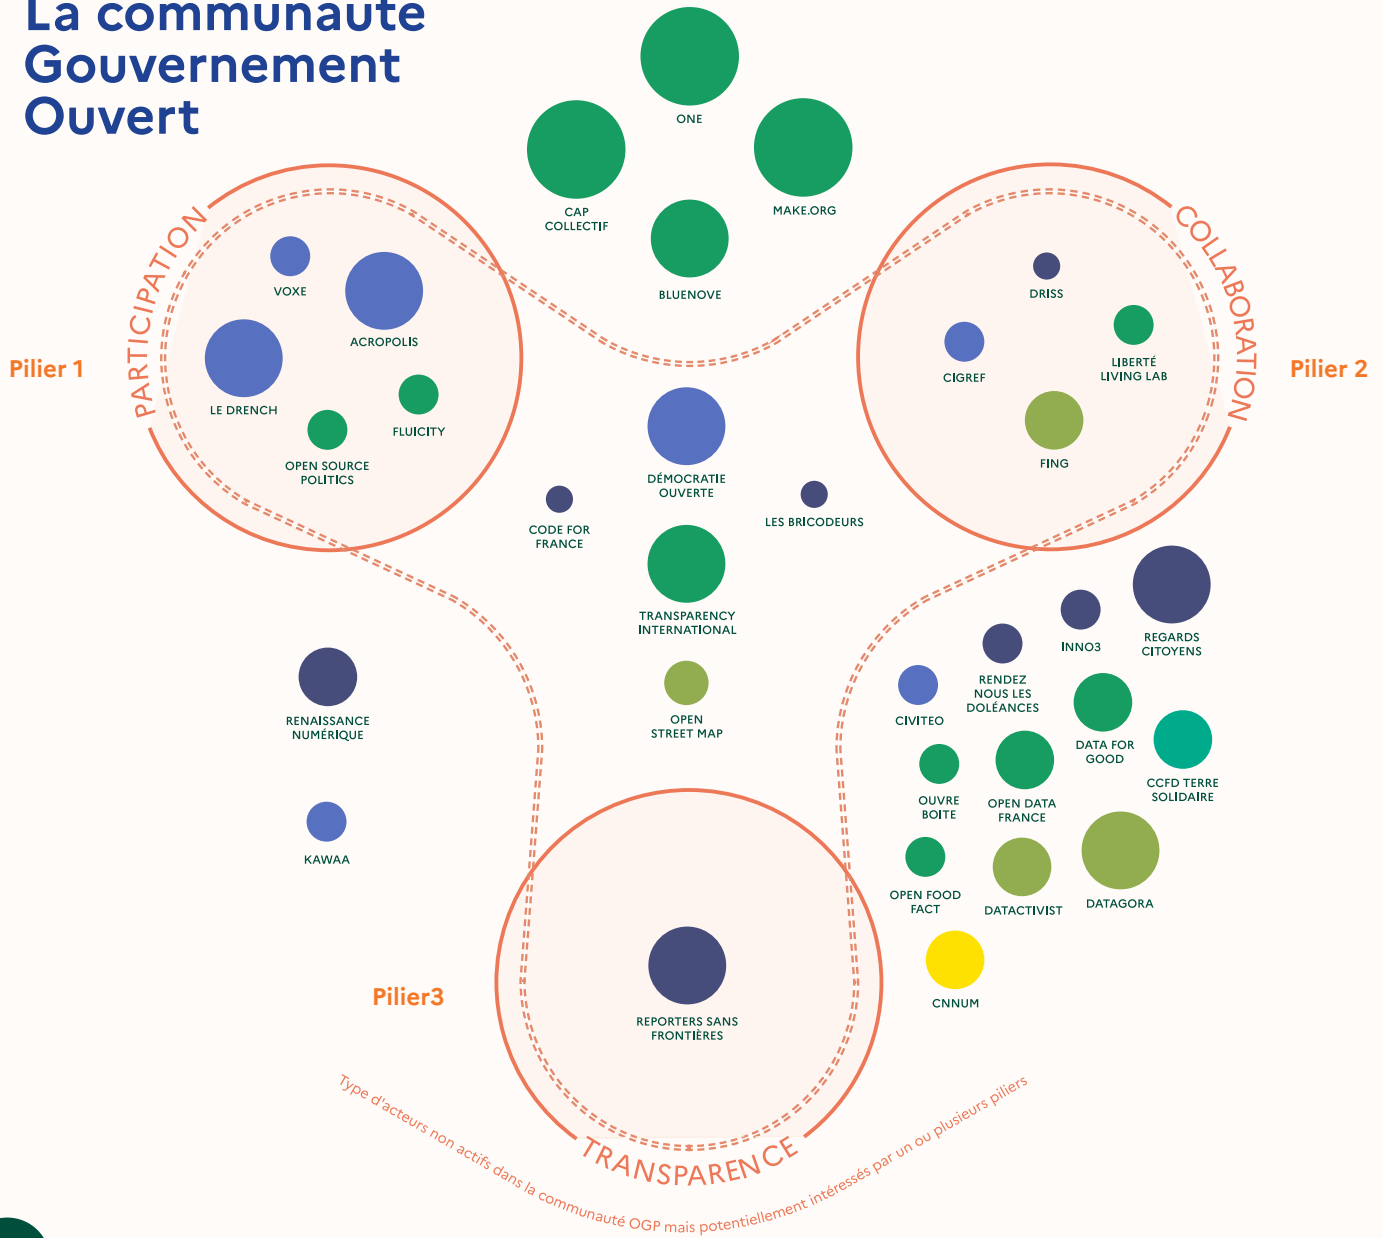 La communauté
Gouvernement
Ouvert
ONE
CAP
COLLECTIF
MAKE.ORG
BLUENOVE
Pilier 1
PARTICIPATION
VOXE
ACROPOLIS
LE DRENCH
FLUICITY
OPEN SOURCE
POLITICS
COLLABORATION
Pilier 2
DRISS
CIGREF
LIBERTÉ
LIVING LAB
FING
DÉMOCRATIE
OUVERTE
CODE FOR
FRANCE
LES BRICODEURS
TRANSPARENCY
INTERNATIONAL
OPEN
STREET MAP
RENAISSANCE
NUMÉRIQUE
KAWAA
REGARDS
CITOYENS
INNO3
RENDEZ
NOUS LES
DOLÉANCES
CIVITEO
DATA FOR
GOOD
CCFD TERRE
SOLIDAIRE
OUVRE
BOITE
OPEN DATA
FRANCE
OPEN FOOD
FACT
DATACTIVIST
DATAGORA
CNNUM
Pilier3
REPORTERS SANS
FRONTIÈRES
TRANSPARENCE
Type d'acteurs non actifs dans la communauté OGP mais potentiellement intéressés par un ou plusieurs piliers